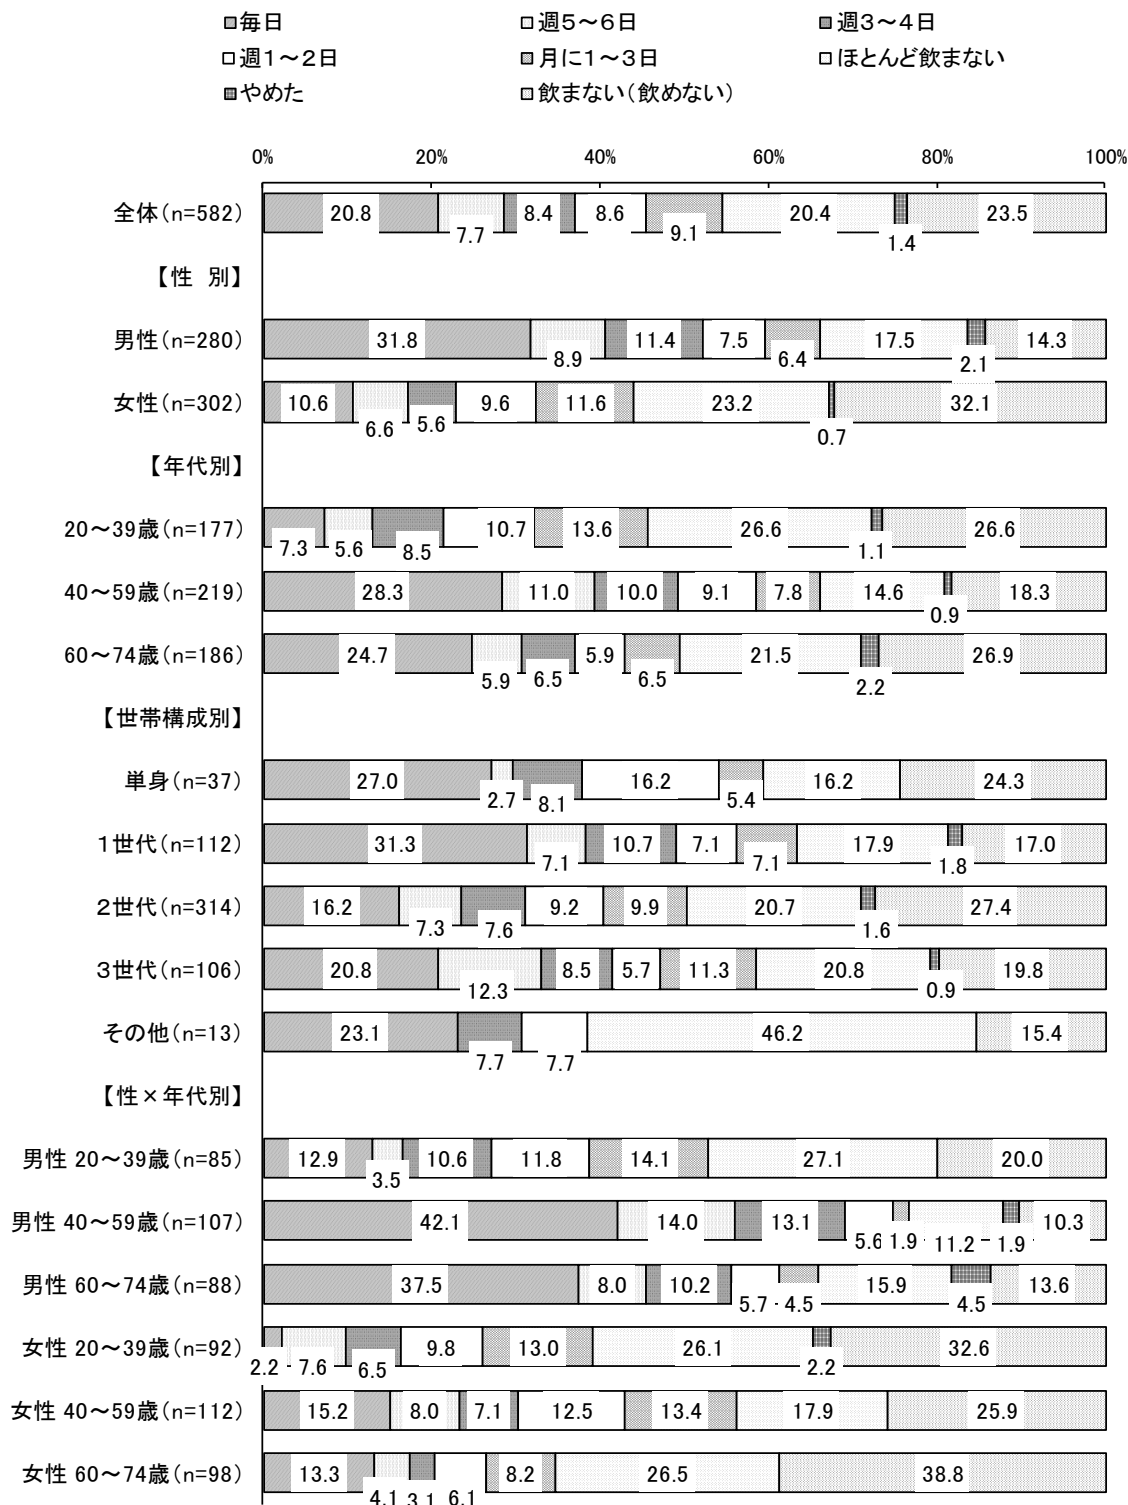 毎日 週5～6日 週3～4日
週1～2日 月に1～3日 ほとんど飲まない
やめた 飲まない（飲めない）
0% 20% 40% 60% 80% 100%
全体（n=582） 20.8 7.7 8.4 8.6 9.1 20.4 1.4 23.5
【性 別】
男性（n=280） 31.8 8.9 11.4 7.5 6.4 17.5 2.1 14.3
女性（n=302） 10.6 6.6 5.6 9.6 11.6 23.2 0.7 32.1
【年代別】
20～39歳（n=177） 7.3 5.6 8.5 10.7 13.6 26.6 1.1 26.6
40～59歳（n=219） 28.3 11.0 10.0 9.1 7.8 14.6 0.9 18.3
60～74歳（n=186） 24.7 5.9 6.5 5.9 6.5 21.5 2.2 26.9
【世帯構成別】
単身（n=37） 27.0 2.7 8.1 16.2 5.4 16.2 24.3
1世代（n=112） 31.3 7.1 10.7 7.1 7.1 17.9 1.8 17.0
2世代（n=314） 16.2 7.3 7.6 9.2 9.9 20.7 1.6 27.4
3世代（n=106） 20.8 12.3 8.5 5.7 11.3 20.8 0.9 19.8
その他（n=13） 23.1 7.7 7.7 46.2 15.4
【性×年代別】
男性 20～39歳（n=85） 12.9 3.5 10.6 11.8 14.1 27.1 20.0
男性 40～59歳（n=107） 42.1 14.0 13.1 5.6 1.9 11.2 1.9 10.3
男性 60～74歳（n=88） 37.5 8.0 10.2 5.7 4.5 15.9 4.5 13.6
女性 20～39歳（n=92） 2.2 7.6 6.5 9.8 13.0 26.1 2.2 32.6
女性 40～59歳（n=112） 15.2 8.0 7.1 12.5 13.4 17.9 25.9
女性 60～74歳（n=98） 13.3 4.1 3.1 6.1 8.2 26.5 38.8